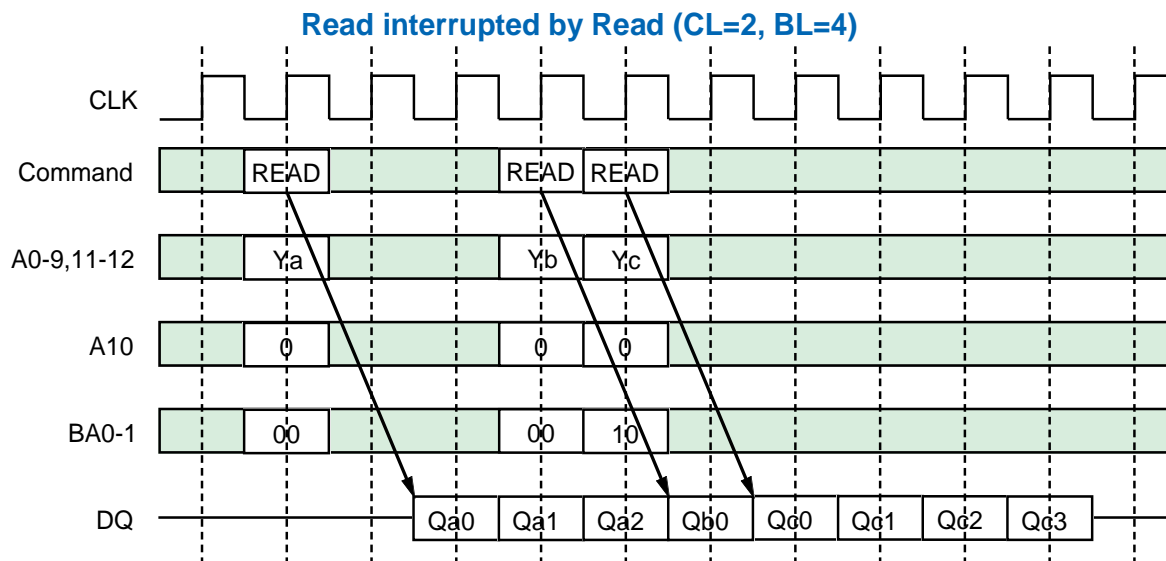 Read interrupted by Read (CL=2, BL=4)
CLK
Command READ READ READ
A0-9,11-12 Ya Yb Yc
A10 0 0 0
BA0-1 00 00 10
DQ Qa0 Qa1 Qa2 Qb0 Qc0 Qc1 Qc2 Qc3